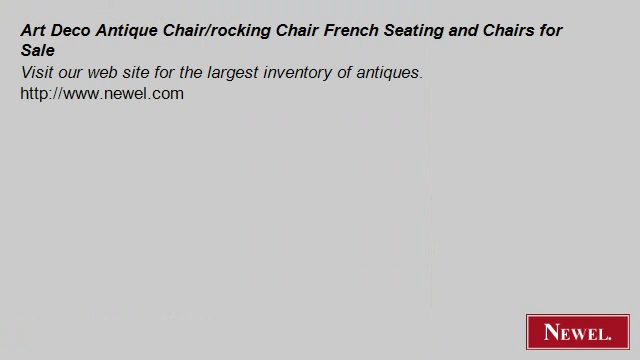 Art Deco Antique Chair/rocking Chair French Seating and Chairs for
Sale
Visit our web site for the largest inventory of antiques.
http://www.newel.com
NEWEL.